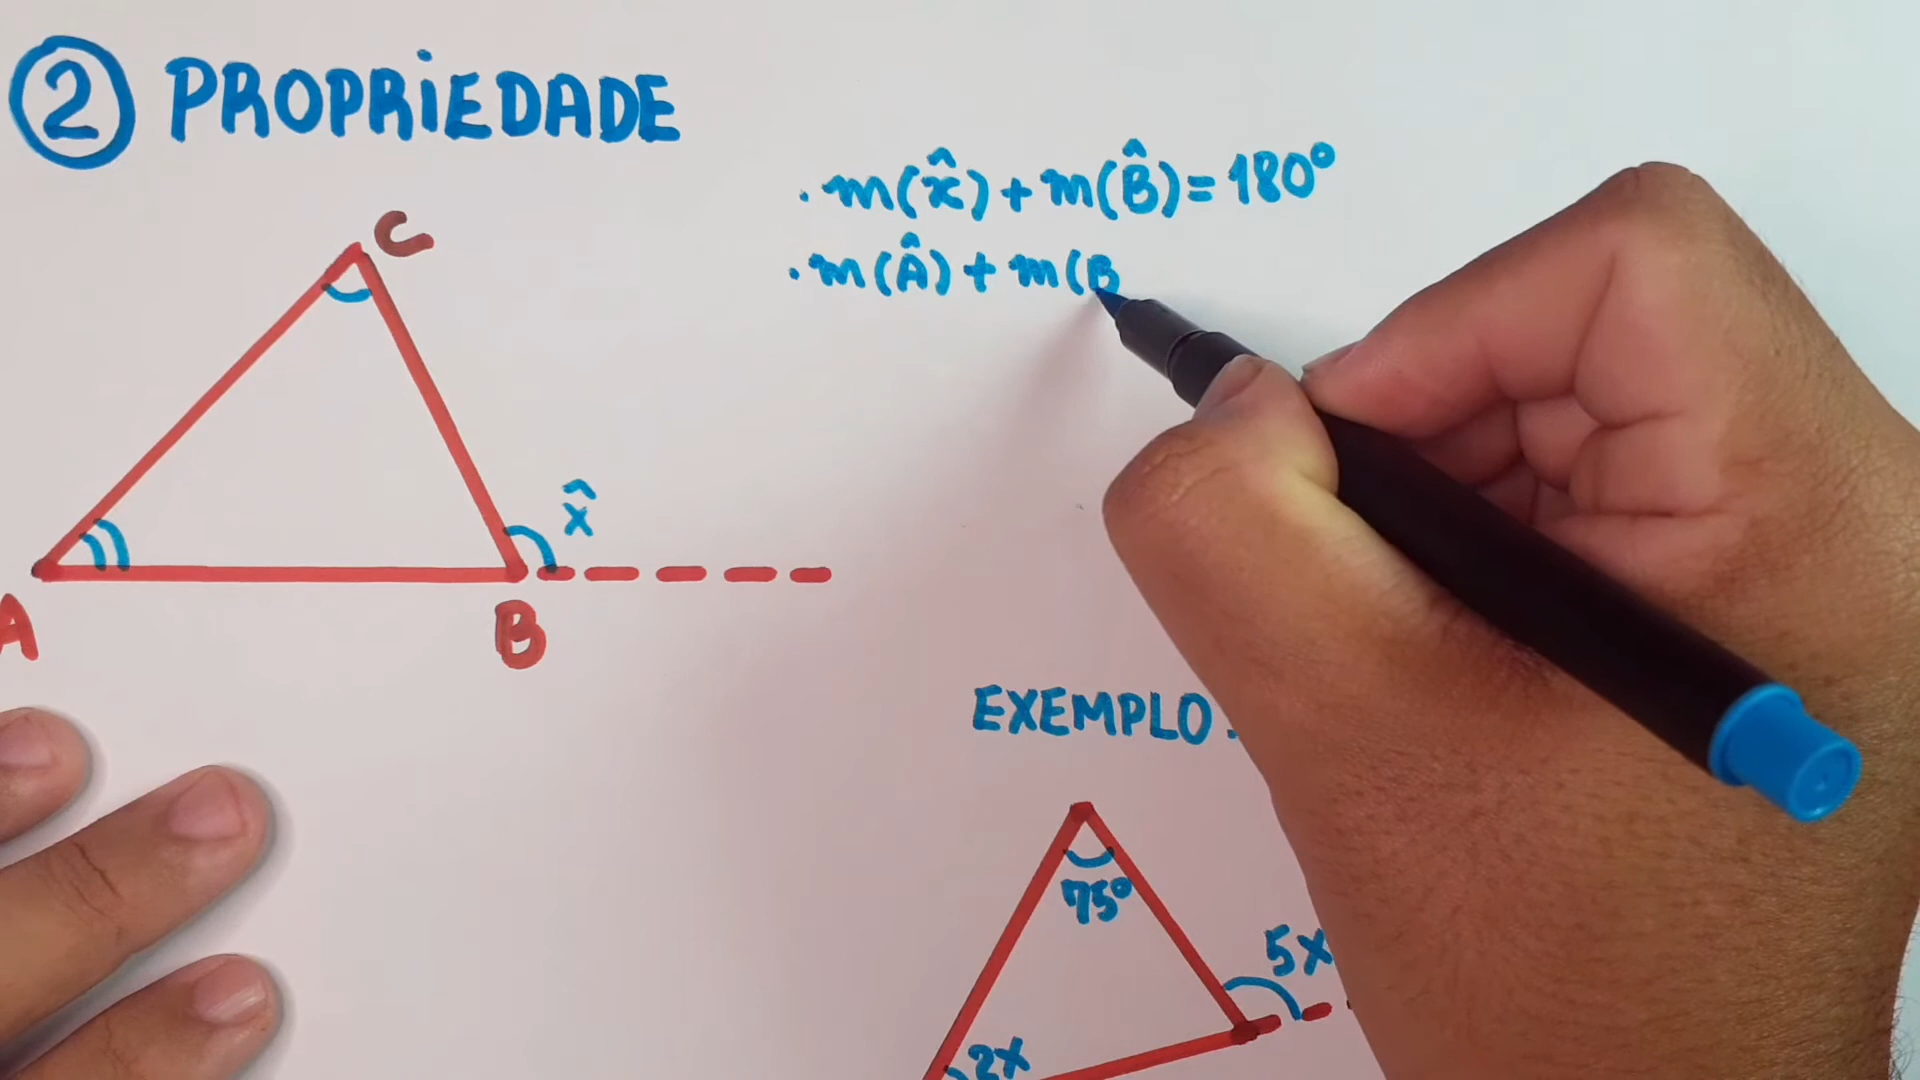 ② PROPRIEDADE
. m(x̂) + m(B̂) = 180°
. m(Â) + m(B
C
x̂
A
B
EXEMPLO.
75°
5x
2x